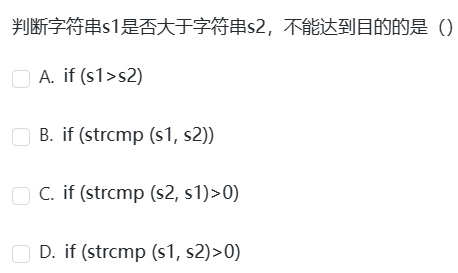 判断字符串s1是否大于字符串s2，不能达到目的的是（）
A. if (s1>s2)
B. if (strcmp (s1, s2))
C. if (strcmp (s2, s1)>0)
D. if (strcmp (s1, s2)>0)